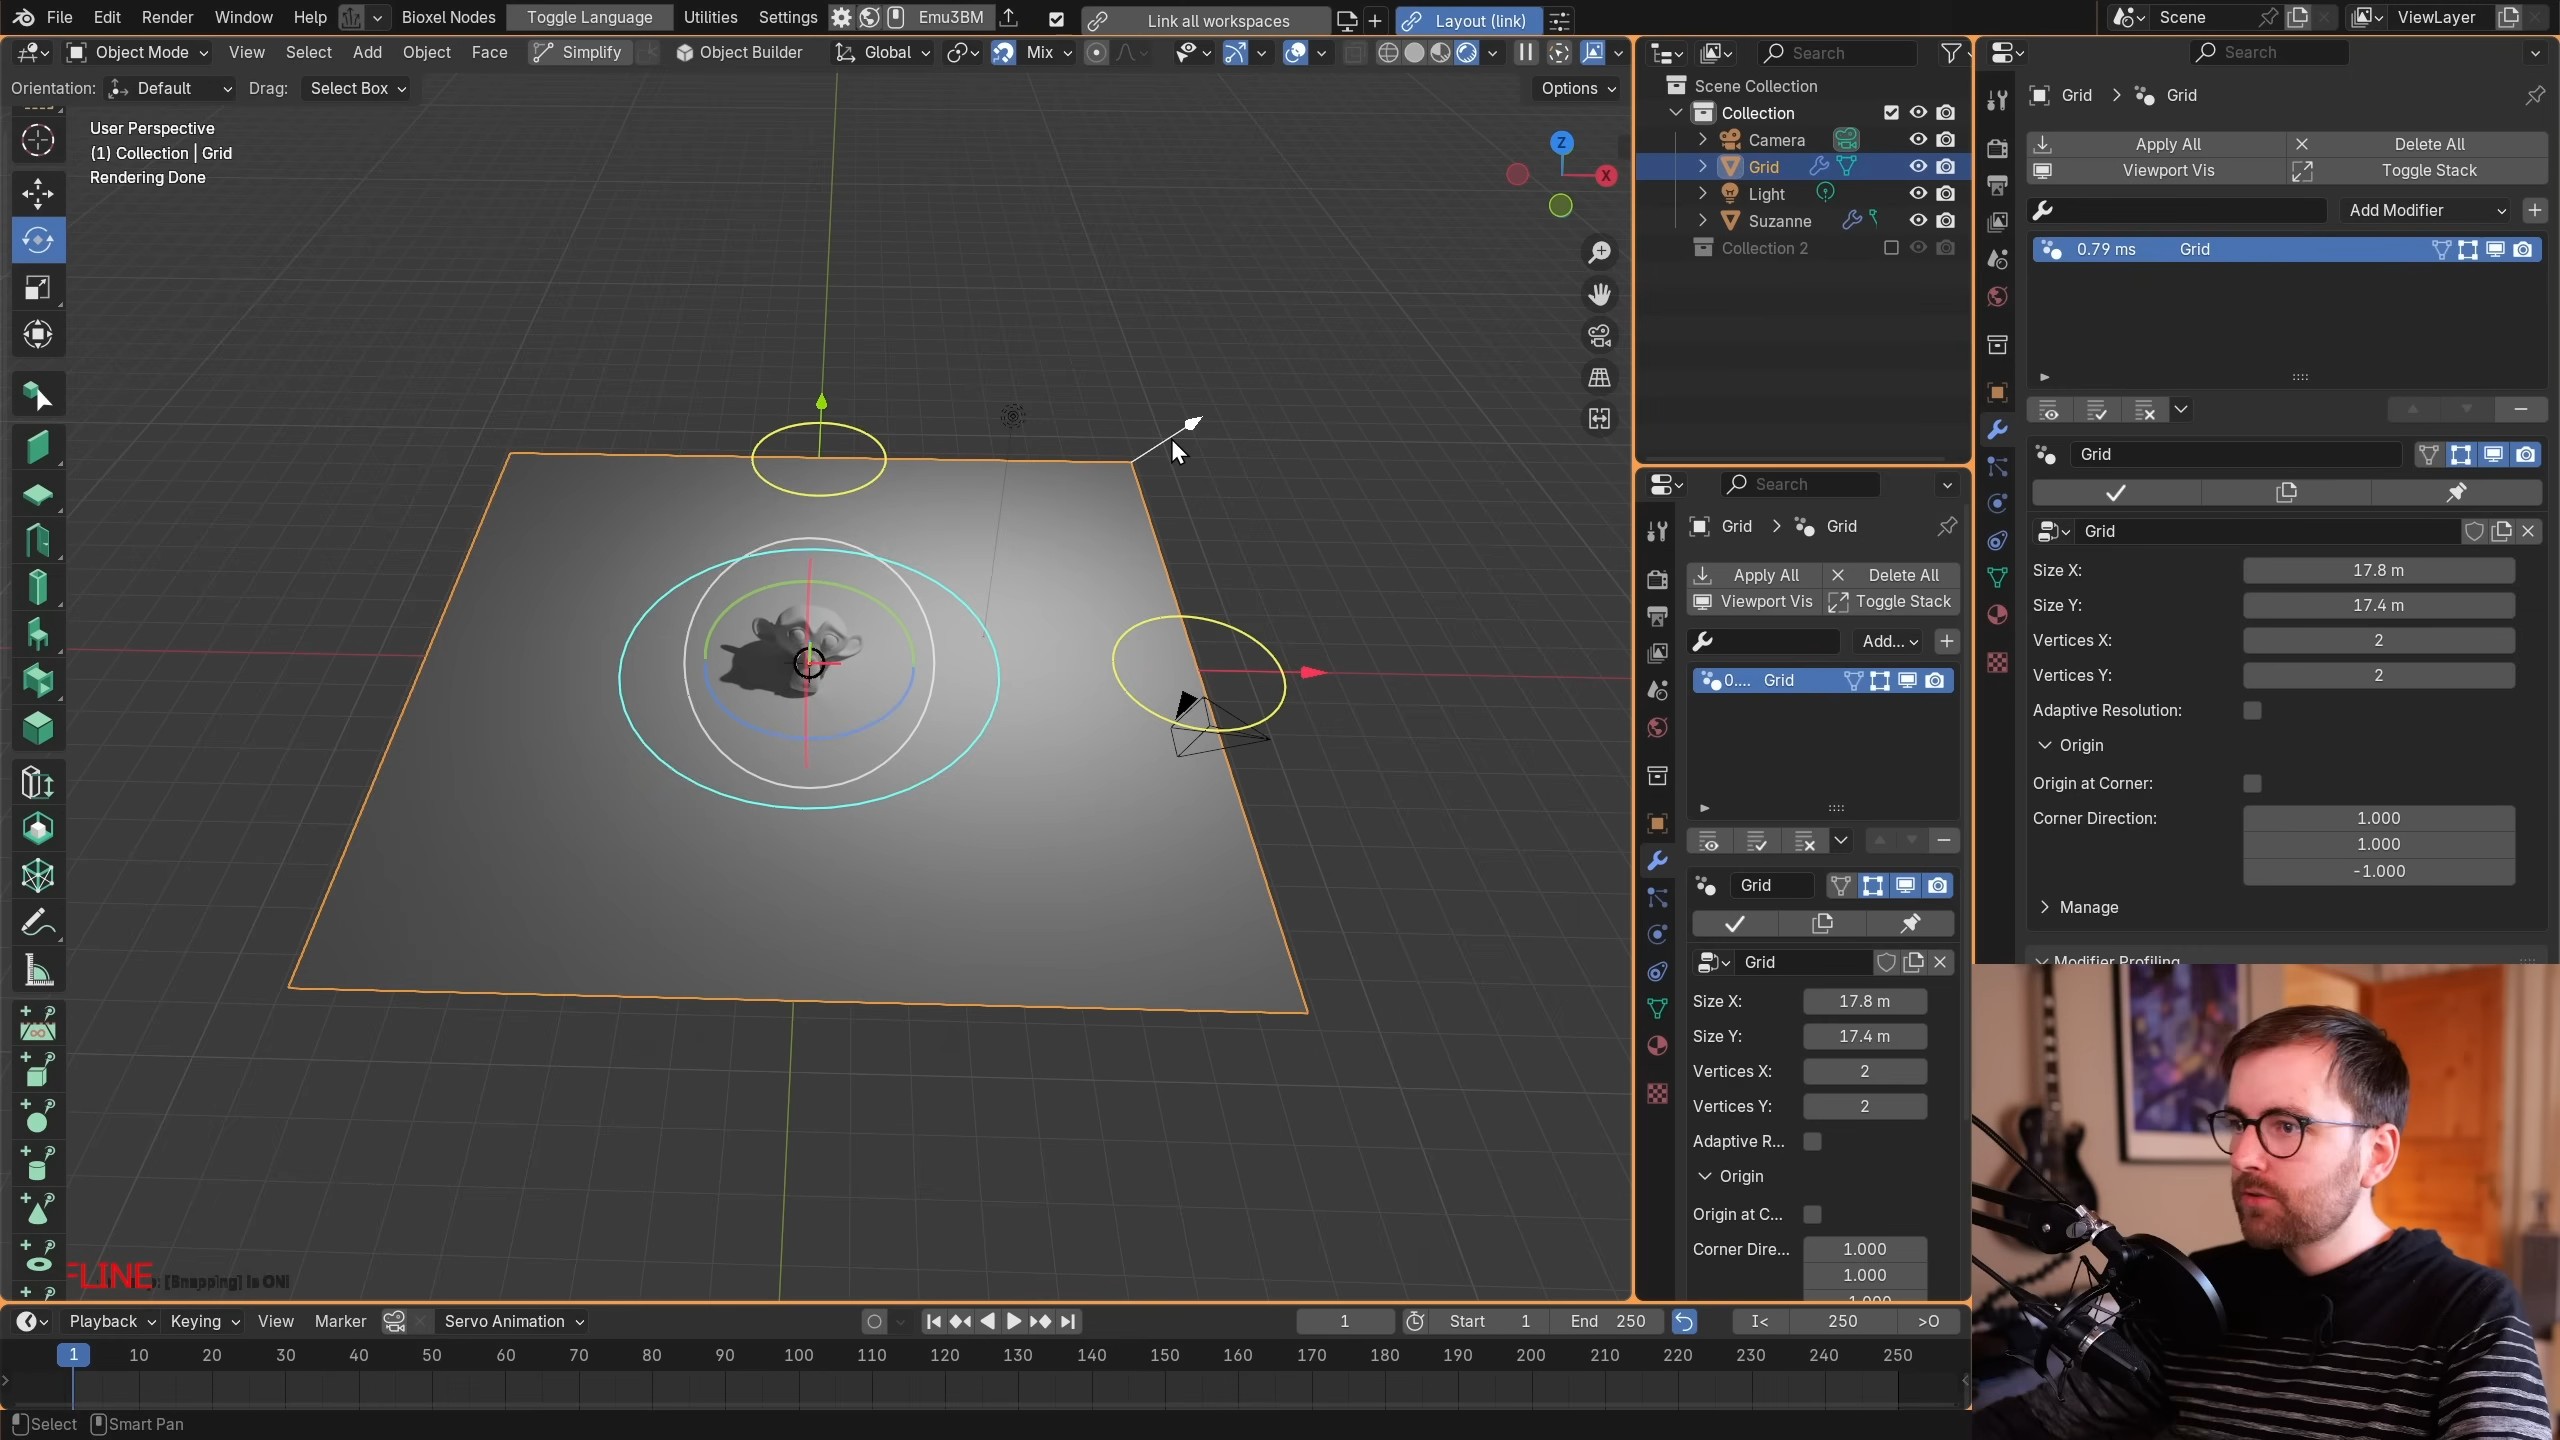 File Edit Render Window Help Bioxel Nodes Toggle Language Utilities Settings Emu3BM Link all workspaces Layout (link) Scene ViewLayer
Object Mode View Select Add Object Face Simplify Object Builder Global Mix
Orientation: Default Drag: Select Box Options
User Perspective
(1) Collection | Grid
Rendering Done
Z
X
Search
Scene Collection
Collection
Camera
Grid
Light
Suzanne
Collection 2
Search
Grid > Grid
Apply All Delete All
Viewport Vis Toggle Stack
Add...
0.... Grid
Grid
Grid
Size X: 17.8 m
Size Y: 17.4 m
Vertices X: 2
Vertices Y: 2
Adaptive R...
Origin
Origin at C...
Corner Dire... 1.000
1.000
-1.000
Search
Grid > Grid
Apply All Delete All
Viewport Vis Toggle Stack
Add Modifier
0.79 ms Grid
Grid
Grid
Size X: 17.8 m
Size Y: 17.4 m
Vertices X: 2
Vertices Y: 2
Adaptive Resolution:
Origin
Origin at Corner:
Corner Direction: 1.000
1.000
-1.000
Manage
Modifier Profiling
FLINE [Snapping] is ON!
Playback Keying View Marker Servo Animation 1 Start 1 End 250 I< 250 >O
1 10 20 30 40 50 60 70 80 90 100 110 120 130 140 150 160 170 180 190 200 210 220 230 240 250
Select Smart Pan